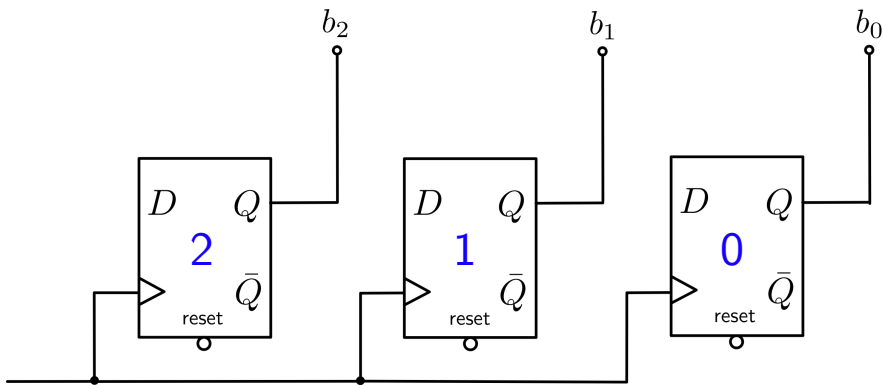 b₂ b₁ b₀
D Q D Q D Q
2 1 0
Q̄ Q̄ Q̄
reset reset reset